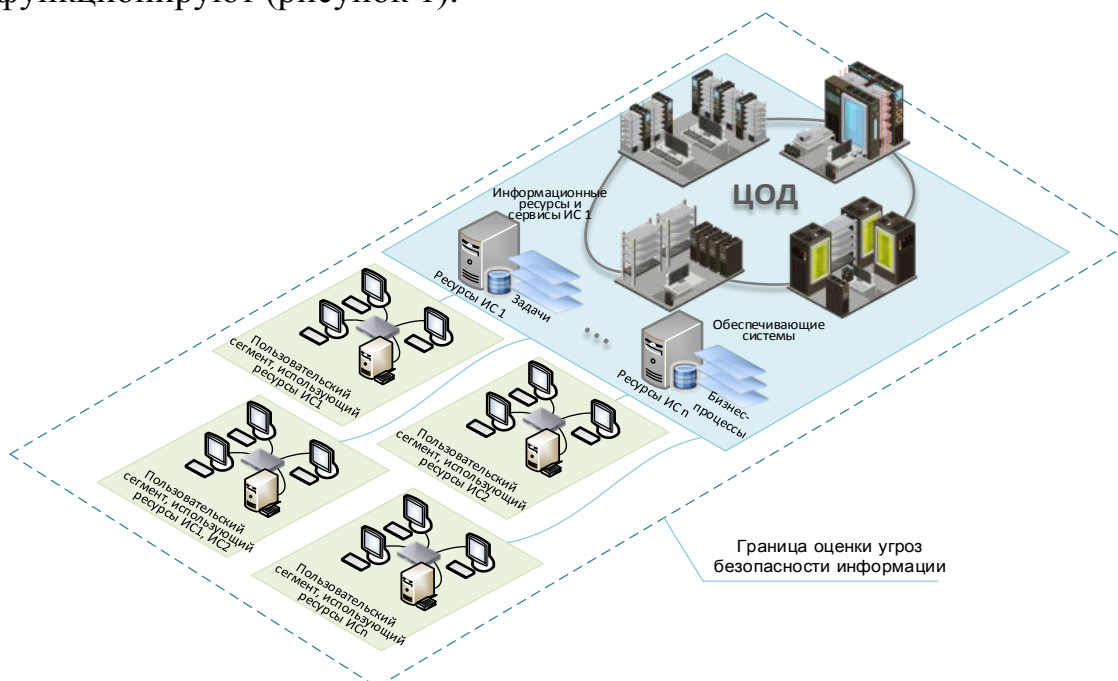 функционируют (рисунок 1).
ЦОД
Информационные
ресурсы и
сервисы ИС 1
Ресурсы ИС 1
Задачи
...
Обеспечивающие
системы
Ресурсы ИС n
Бизнес-
процессы
Пользовательский
сегмент, использующий
ресурсы ИС1
Пользовательский
сегмент, использующий
ресурсы ИС2
Пользовательский
сегмент, использующий
ресурсы ИС1, ИС2
Пользовательский
сегмент, использующий
ресурсы ИСn
Граница оценки угроз
безопасности информации